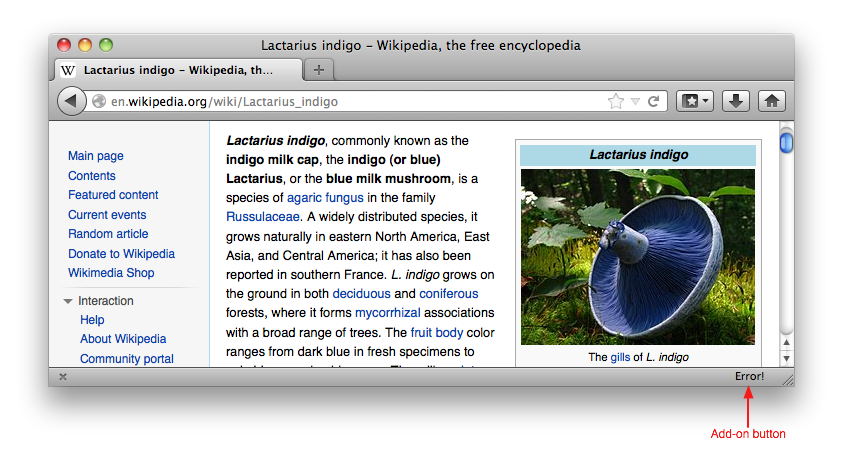 Lactarius indigo – Wikipedia, the free encyclopedia
W Lactarius indigo – Wikipedia, th...
en.wikipedia.org/wiki/Lactarius_indigo
Main page
Contents
Featured content
Current events
Random article
Donate to Wikipedia
Wikimedia Shop
Interaction
Help
About Wikipedia
Community portal
Lactarius indigo, commonly known as the
indigo milk cap, the indigo (or blue)
Lactarius, or the blue milk mushroom, is a
species of agaric fungus in the family
Russulaceae. A widely distributed species, it
grows naturally in eastern North America, East
Asia, and Central America; it has also been
reported in southern France. L. indigo grows on
the ground in both deciduous and coniferous
forests, where it forms mycorrhizal associations
with a broad range of trees. The fruit body color
ranges from dark blue in fresh specimens to
Lactarius indigo
The gills of L. indigo
Error!
Add-on button